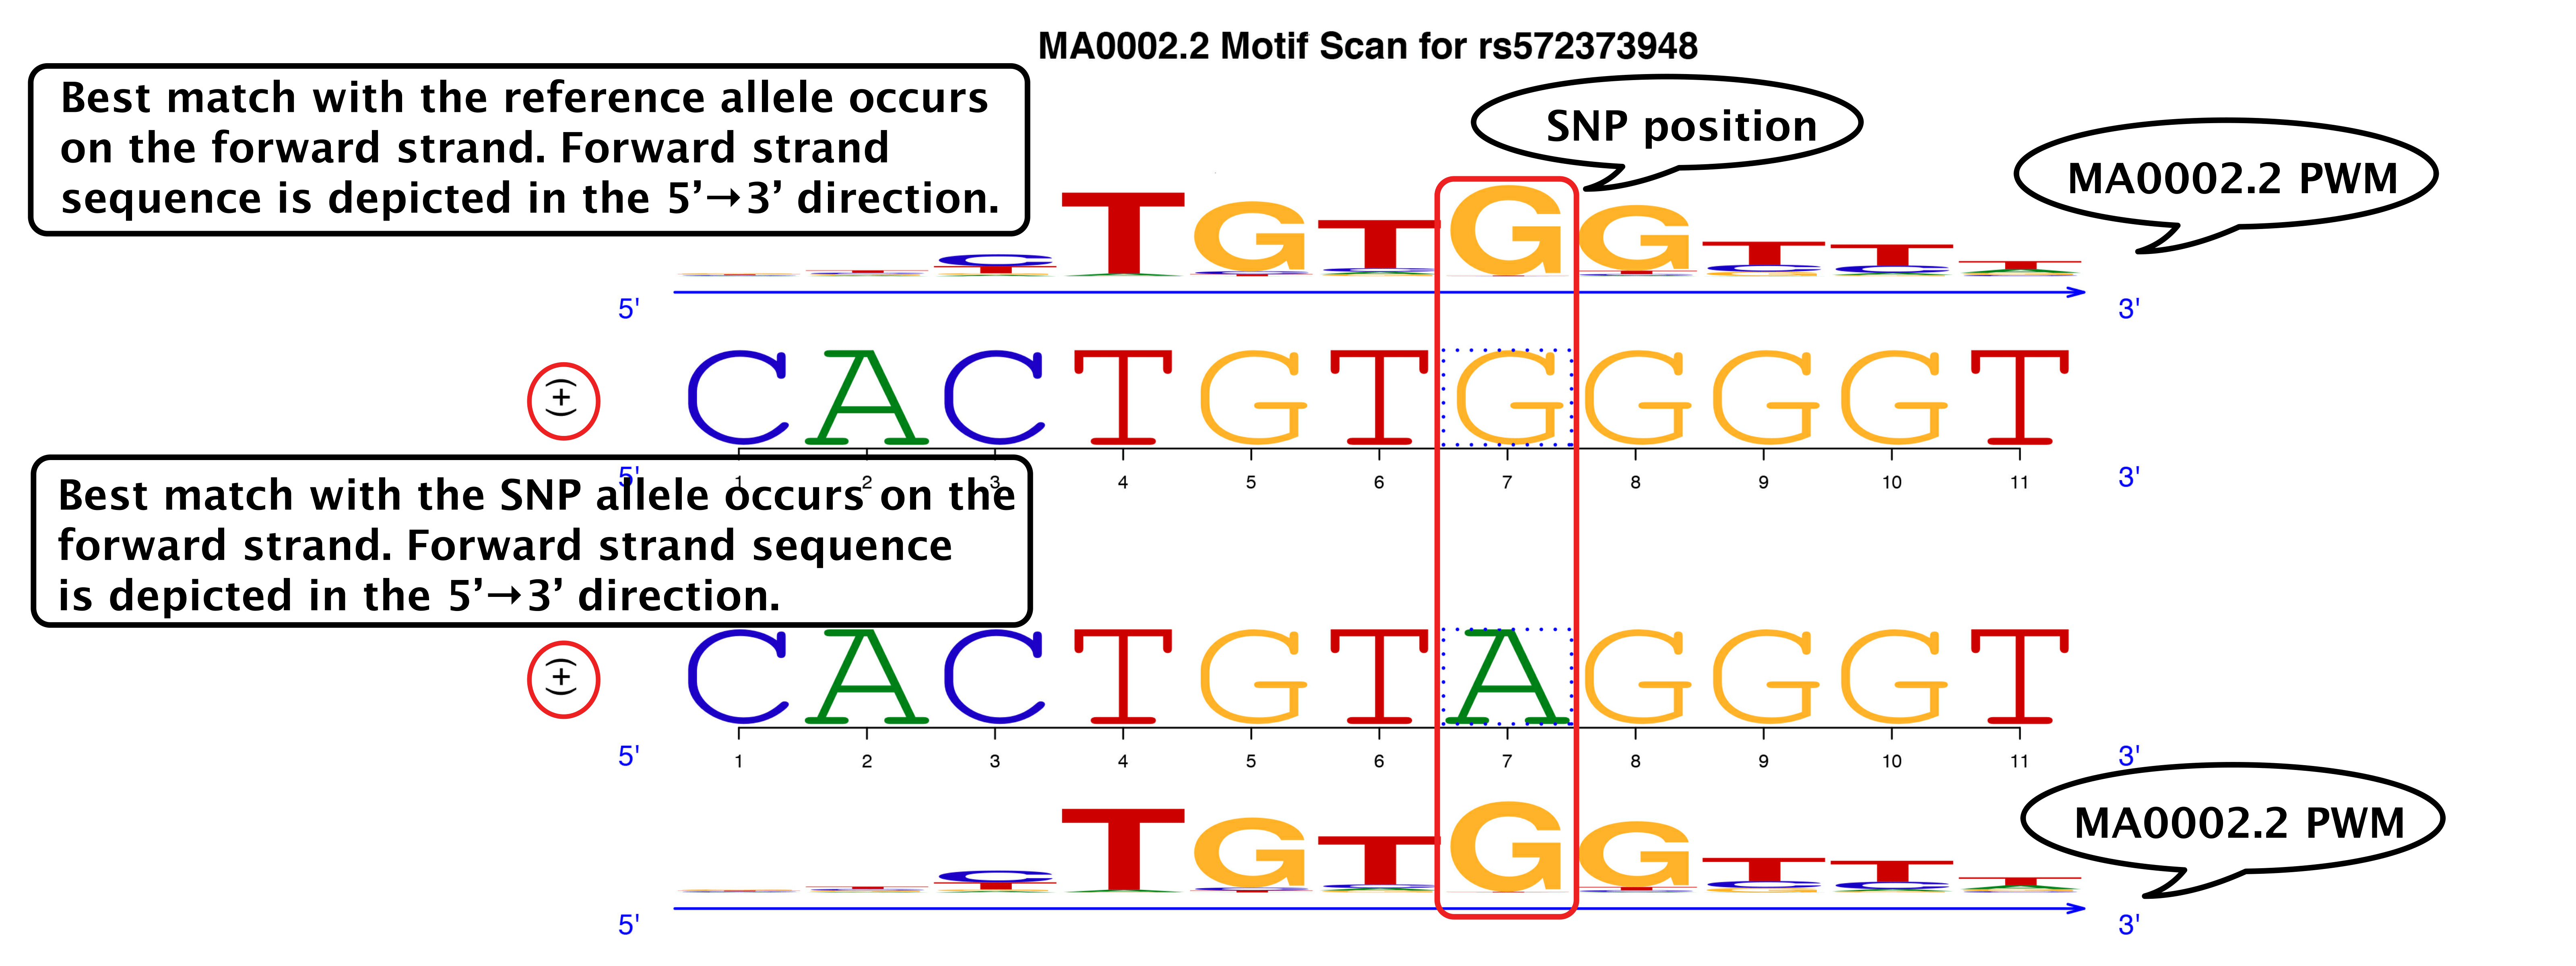 MA0002.2 Motif Scan for rs572373948
Best match with the reference allele occurs
on the forward strand. Forward strand
sequence is depicted in the 5’→3’ direction.
SNP position
MA0002.2 PWM
TGTGGTTT
5' 3'
(+) CACTGTGGGGT
5' 1 2 3 4 5 6 7 8 9 10 11 3'
Best match with the SNP allele occurs on the
forward strand. Forward strand sequence
is depicted in the 5’→3’ direction.
(+) CACTGTAGGGT
5' 1 2 3 4 5 6 7 8 9 10 11 3'
MA0002.2 PWM
TGTGGTTT
5' 3'